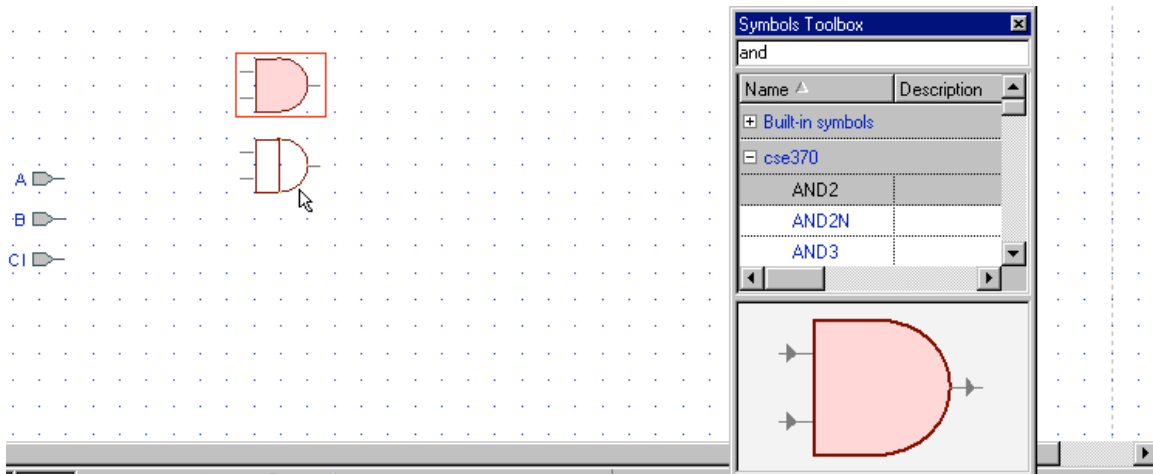 Symbols Toolbox
and
Name Description
Built-in symbols
cse370
AND2
AND2N
AND3
A
B
CI